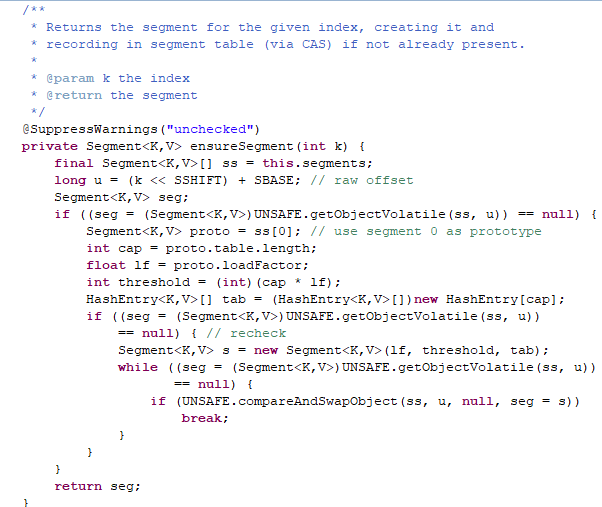 /**
 * Returns the segment for the given index, creating it and
 * recording in segment table (via CAS) if not already present.
 *
 * @param k the index
 * @return the segment
 */
@SuppressWarnings("unchecked")
private Segment<K,V> ensureSegment(int k) {
    final Segment<K,V>[] ss = this.segments;
    long u = (k << SSHIFT) + SBASE; // raw offset
    Segment<K,V> seg;
    if ((seg = (Segment<K,V>)UNSAFE.getObjectVolatile(ss, u)) == null) {
        Segment<K,V> proto = ss[0]; // use segment 0 as prototype
        int cap = proto.table.length;
        float lf = proto.loadFactor;
        int threshold = (int)(cap * lf);
        HashEntry<K,V>[] tab = (HashEntry<K,V>[])new HashEntry[cap];
        if ((seg = (Segment<K,V>)UNSAFE.getObjectVolatile(ss, u))
            == null) { // recheck
            Segment<K,V> s = new Segment<K,V>(lf, threshold, tab);
            while ((seg = (Segment<K,V>)UNSAFE.getObjectVolatile(ss, u))
                   == null) {
                if (UNSAFE.compareAndSwapObject(ss, u, null, seg = s))
                    break;
            }
        }
    }
    return seg;
}